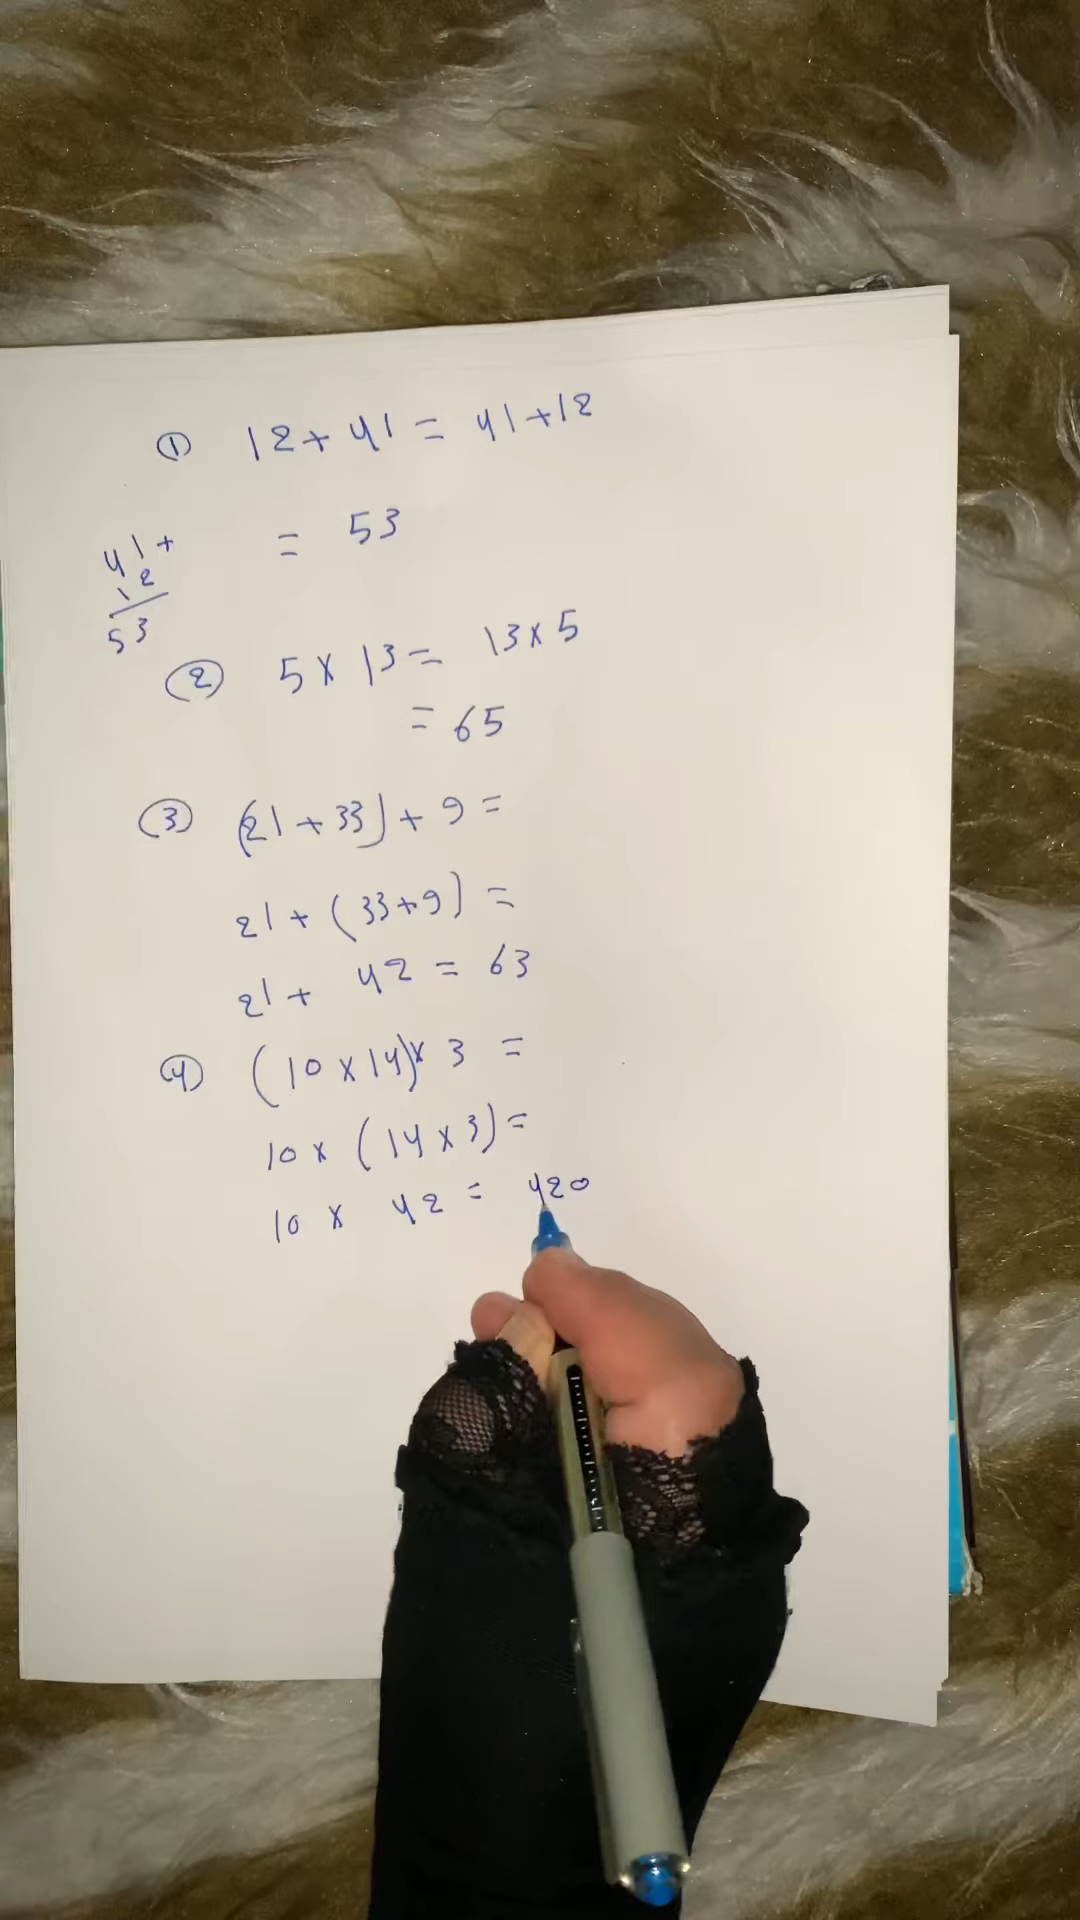 ① 12 + 41 = 41 + 12
= 53
41 +
12
53
② 5 x 13 = 13 x 5
= 65
③ (21 + 33) + 9 =
21 + (33 + 9) =
21 + 42 = 63
④ (10 x 14) x 3 =
10 x (14 x 3) =
10 x 42 = 420